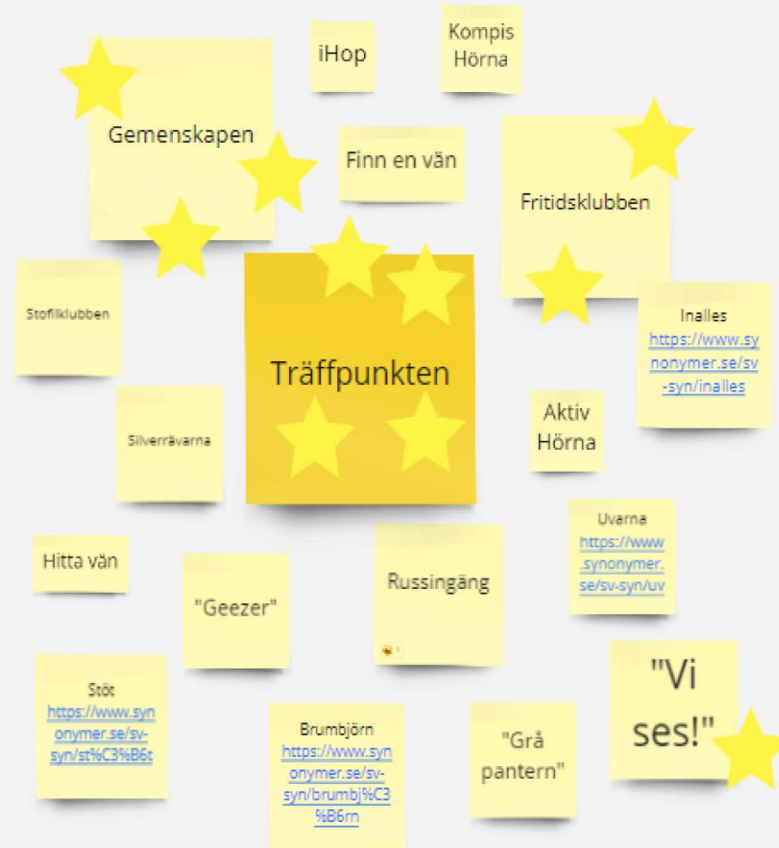 iHop
Kompis
Hörna
Gemenskapen
Finn en vän
Fritidsklubben
Stofilklubben
Träffpunkten
Inalles
https://www.sy
nonymer.se/sv
-syn/inalles
Silverrävarna
Aktiv
Hörna
Hitta vän
"Geezer"
Russingäng
1
Uvarna
https://www
.synonymer.
se/sv-syn/uv
Stöt
https://www.syn
onymer.se/sv-
syn/st%C3%B6t
Brumbjörn
https://www.syn
onymer.se/sv-
syn/brumbj%C3
%B6rn
"Grå
pantern"
"Vi
ses!"